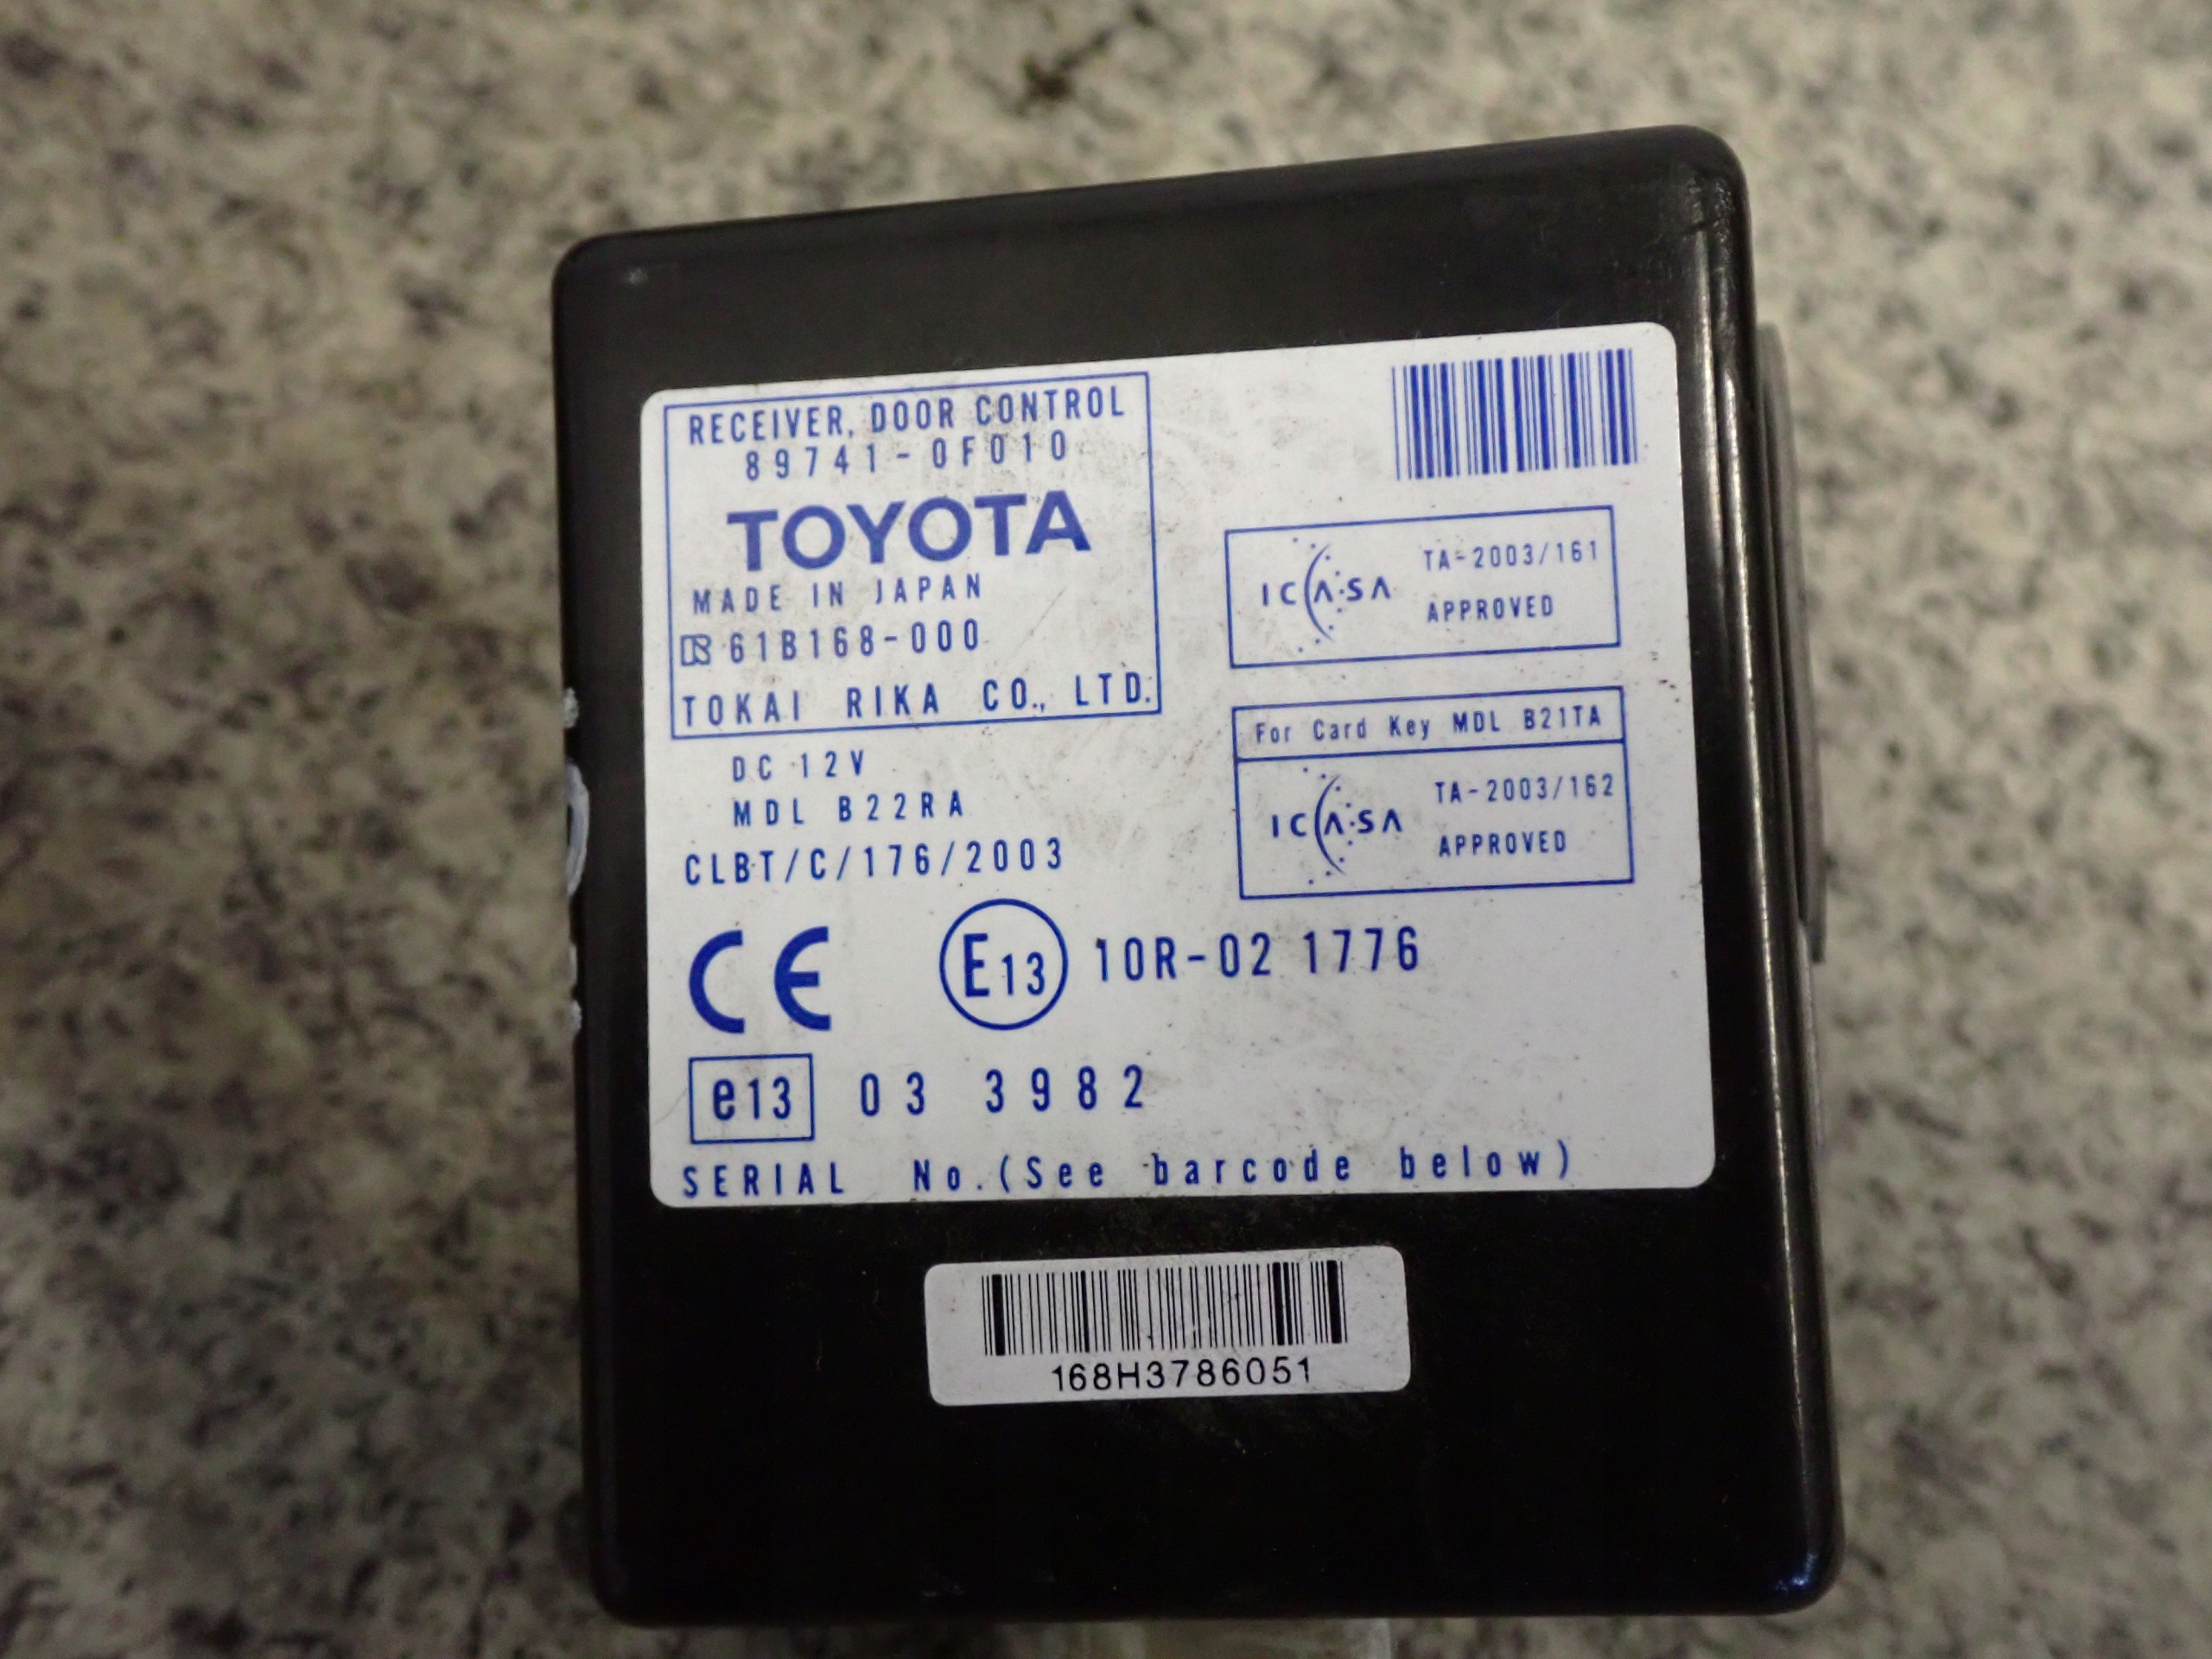 RECEIVER, DOOR CONTROL
89741-0F010
TOYOTA
MADE IN JAPAN
61B168-000
TOKAI RIKA CO., LTD.
DC 12V
MDL B22RA
CLBT/C/176/2003
CE
E13 10R-02 1776
e13 03 3982
SERIAL No.(See barcode below)
ICASA TA-2003/161
APPROVED
For Card Key MDL B21TA
ICASA TA-2003/162
APPROVED
168H3786051